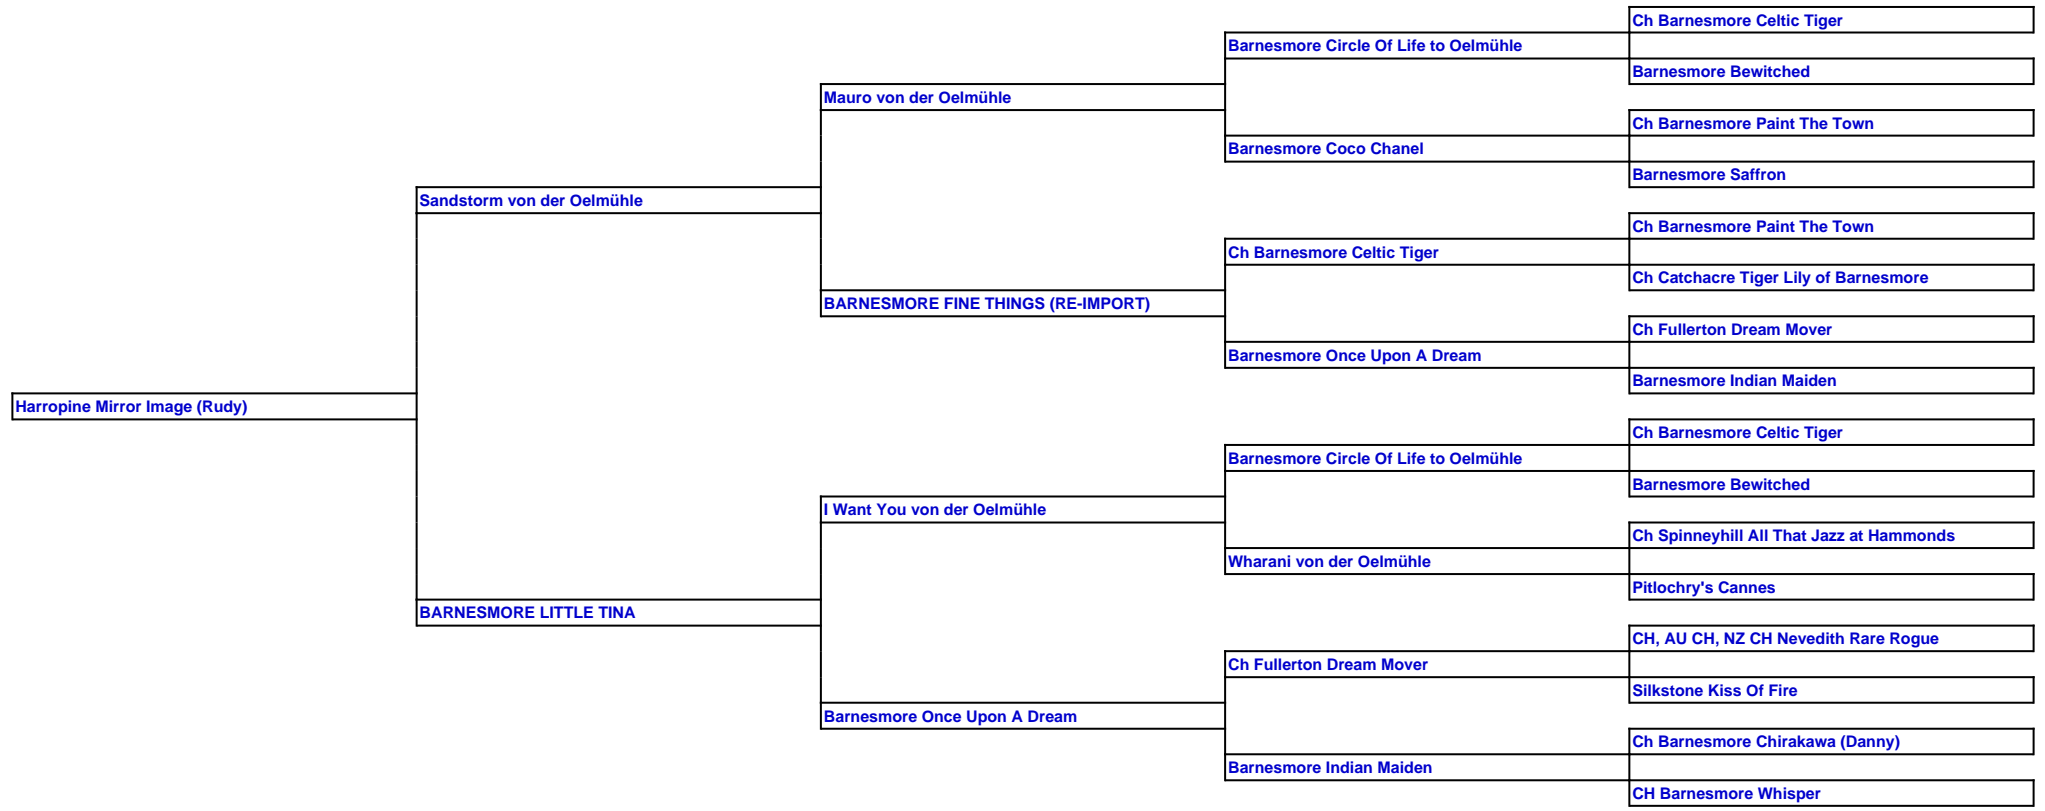 Ch Barnesmore Celtic Tiger
Barnesmore Circle Of Life to Oelmühle
Barnesmore Bewitched
Mauro von der Oelmühle
Ch Barnesmore Paint The Town
Barnesmore Coco Chanel
Barnesmore Saffron
Sandstorm von der Oelmühle
Ch Barnesmore Paint The Town
Ch Barnesmore Celtic Tiger
Ch Catchacre Tiger Lily of Barnesmore
BARNESMORE FINE THINGS (RE-IMPORT)
Ch Fullerton Dream Mover
Barnesmore Once Upon A Dream
Barnesmore Indian Maiden
Harropine Mirror Image (Rudy)
Ch Barnesmore Celtic Tiger
Barnesmore Circle Of Life to Oelmühle
Barnesmore Bewitched
I Want You von der Oelmühle
Ch Spinneyhill All That Jazz at Hammonds
Wharani von der Oelmühle
Pitlochry's Cannes
BARNESMORE LITTLE TINA
CH, AU CH, NZ CH Nevedith Rare Rogue
Ch Fullerton Dream Mover
Silkstone Kiss Of Fire
Barnesmore Once Upon A Dream
Ch Barnesmore Chirakawa (Danny)
Barnesmore Indian Maiden
CH Barnesmore Whisper